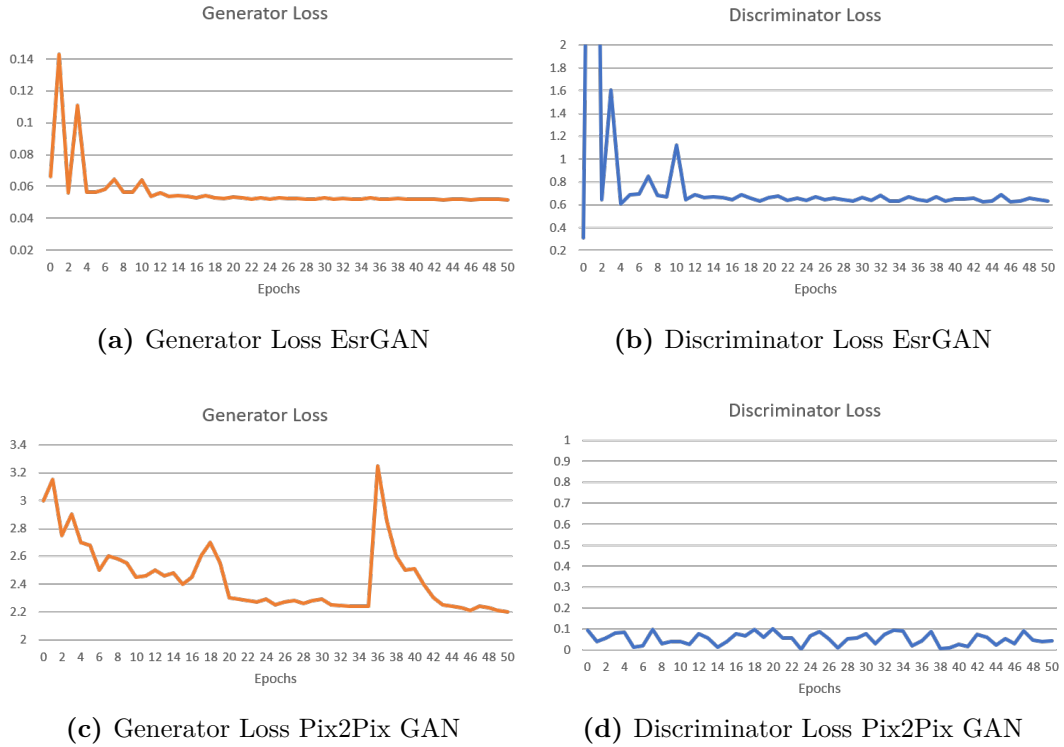 Generator Loss
0.14
0.12
0.1
0.08
0.06
0.04
0.02
0 2 4 6 8 10 12 14 16 18 20 22 24 26 28 30 32 34 36 38 40 42 44 46 48 50
Epochs
(a) Generator Loss EsrGAN
Discriminator Loss
2
1.8
1.6
1.4
1.2
1
0.8
0.6
0.4
0.2
0 2 4 6 8 10 12 14 16 18 20 22 24 26 28 30 32 34 36 38 40 42 44 46 48 50
Epochs
(b) Discriminator Loss EsrGAN
Generator Loss
3.4
3.2
3
2.8
2.6
2.4
2.2
2
0 2 4 6 8 10 12 14 16 18 20 22 24 26 28 30 32 34 36 38 40 42 44 46 48 50
Epochs
(c) Generator Loss Pix2Pix GAN
Discriminator Loss
1
0.9
0.8
0.7
0.6
0.5
0.4
0.3
0.2
0.1
0
0 2 4 6 8 10 12 14 16 18 20 22 24 26 28 30 32 34 36 38 40 42 44 46 48 50
Epochs
(d) Discriminator Loss Pix2Pix GAN